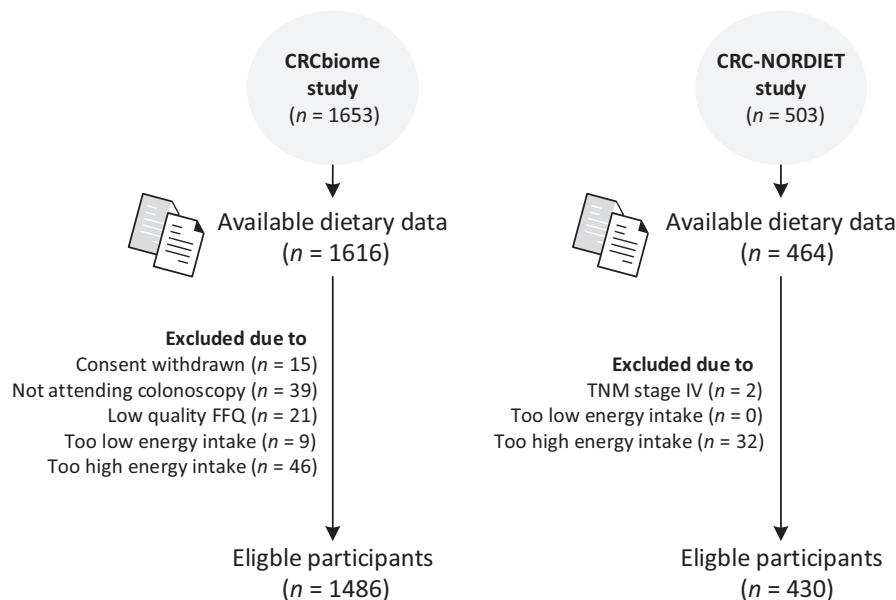 CRCbiome
study
(n = 1653)
Available dietary data
(n = 1616)
Excluded due to
Consent withdrawn (n = 15)
Not attending colonoscopy (n = 39)
Low quality FFQ (n = 21)
Too low energy intake (n = 9)
Too high energy intake (n = 46)
Eligble participants
(n = 1486)
CRC-NORDIET
study
(n = 503)
Available dietary data
(n = 464)
Excluded due to
TNM stage IV (n = 2)
Too low energy intake (n = 0)
Too high energy intake (n = 32)
Eligble participants
(n = 430)